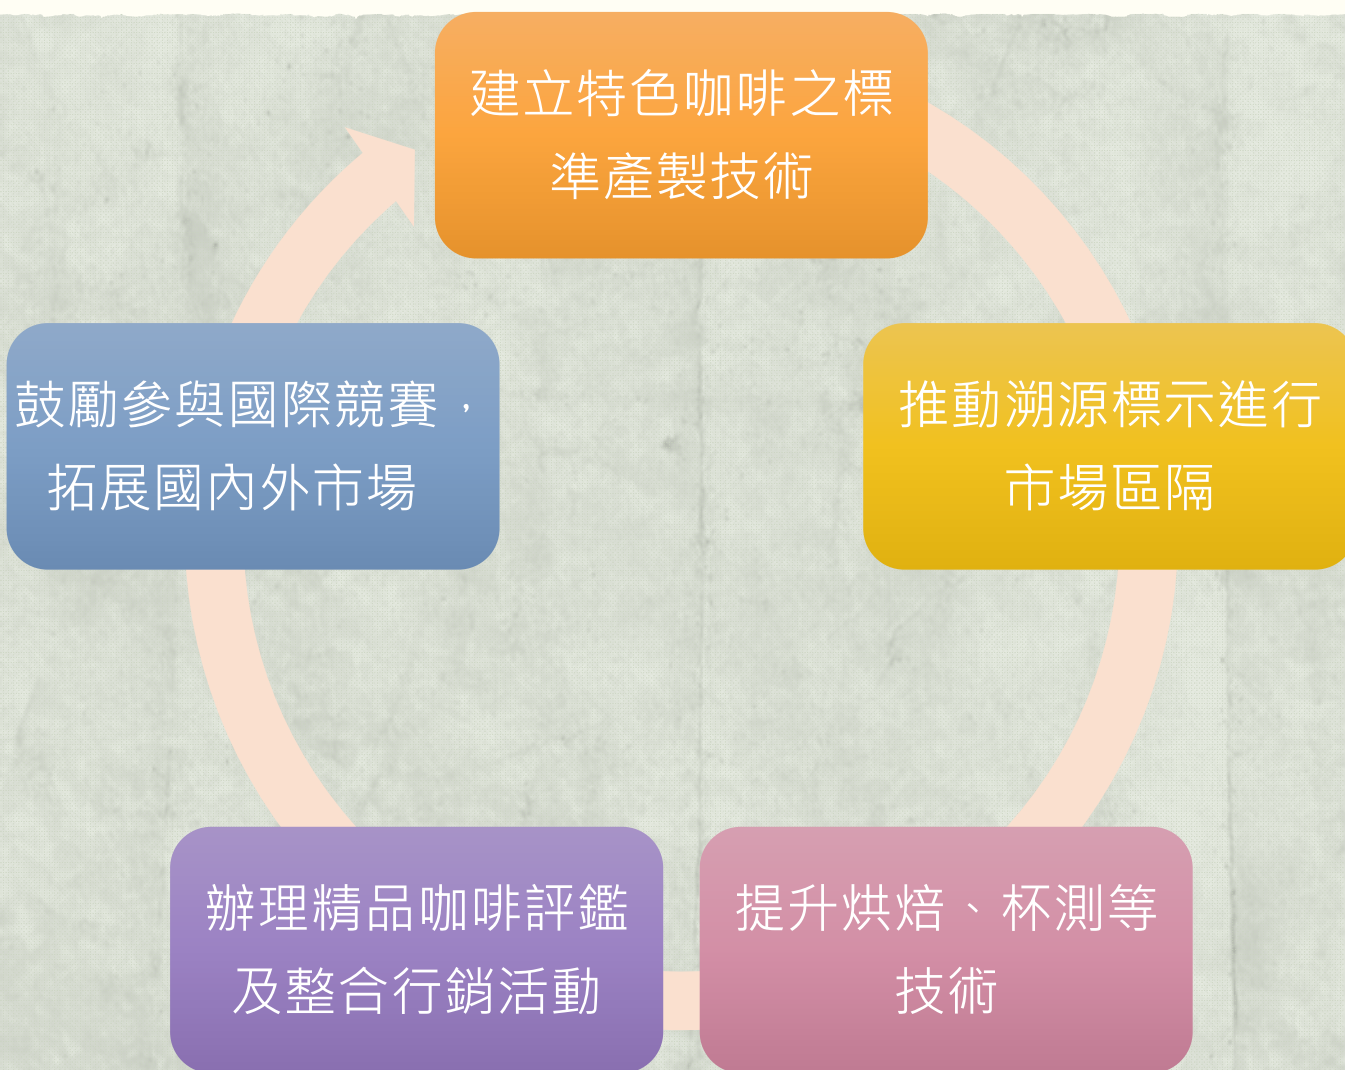 建立特色咖啡之標
準產製技術
推動溯源標示進行
市場區隔
提升烘焙、杯測等
技術
辦理精品咖啡評鑑
及整合行銷活動
鼓勵參與國際競賽，
拓展國內外市場